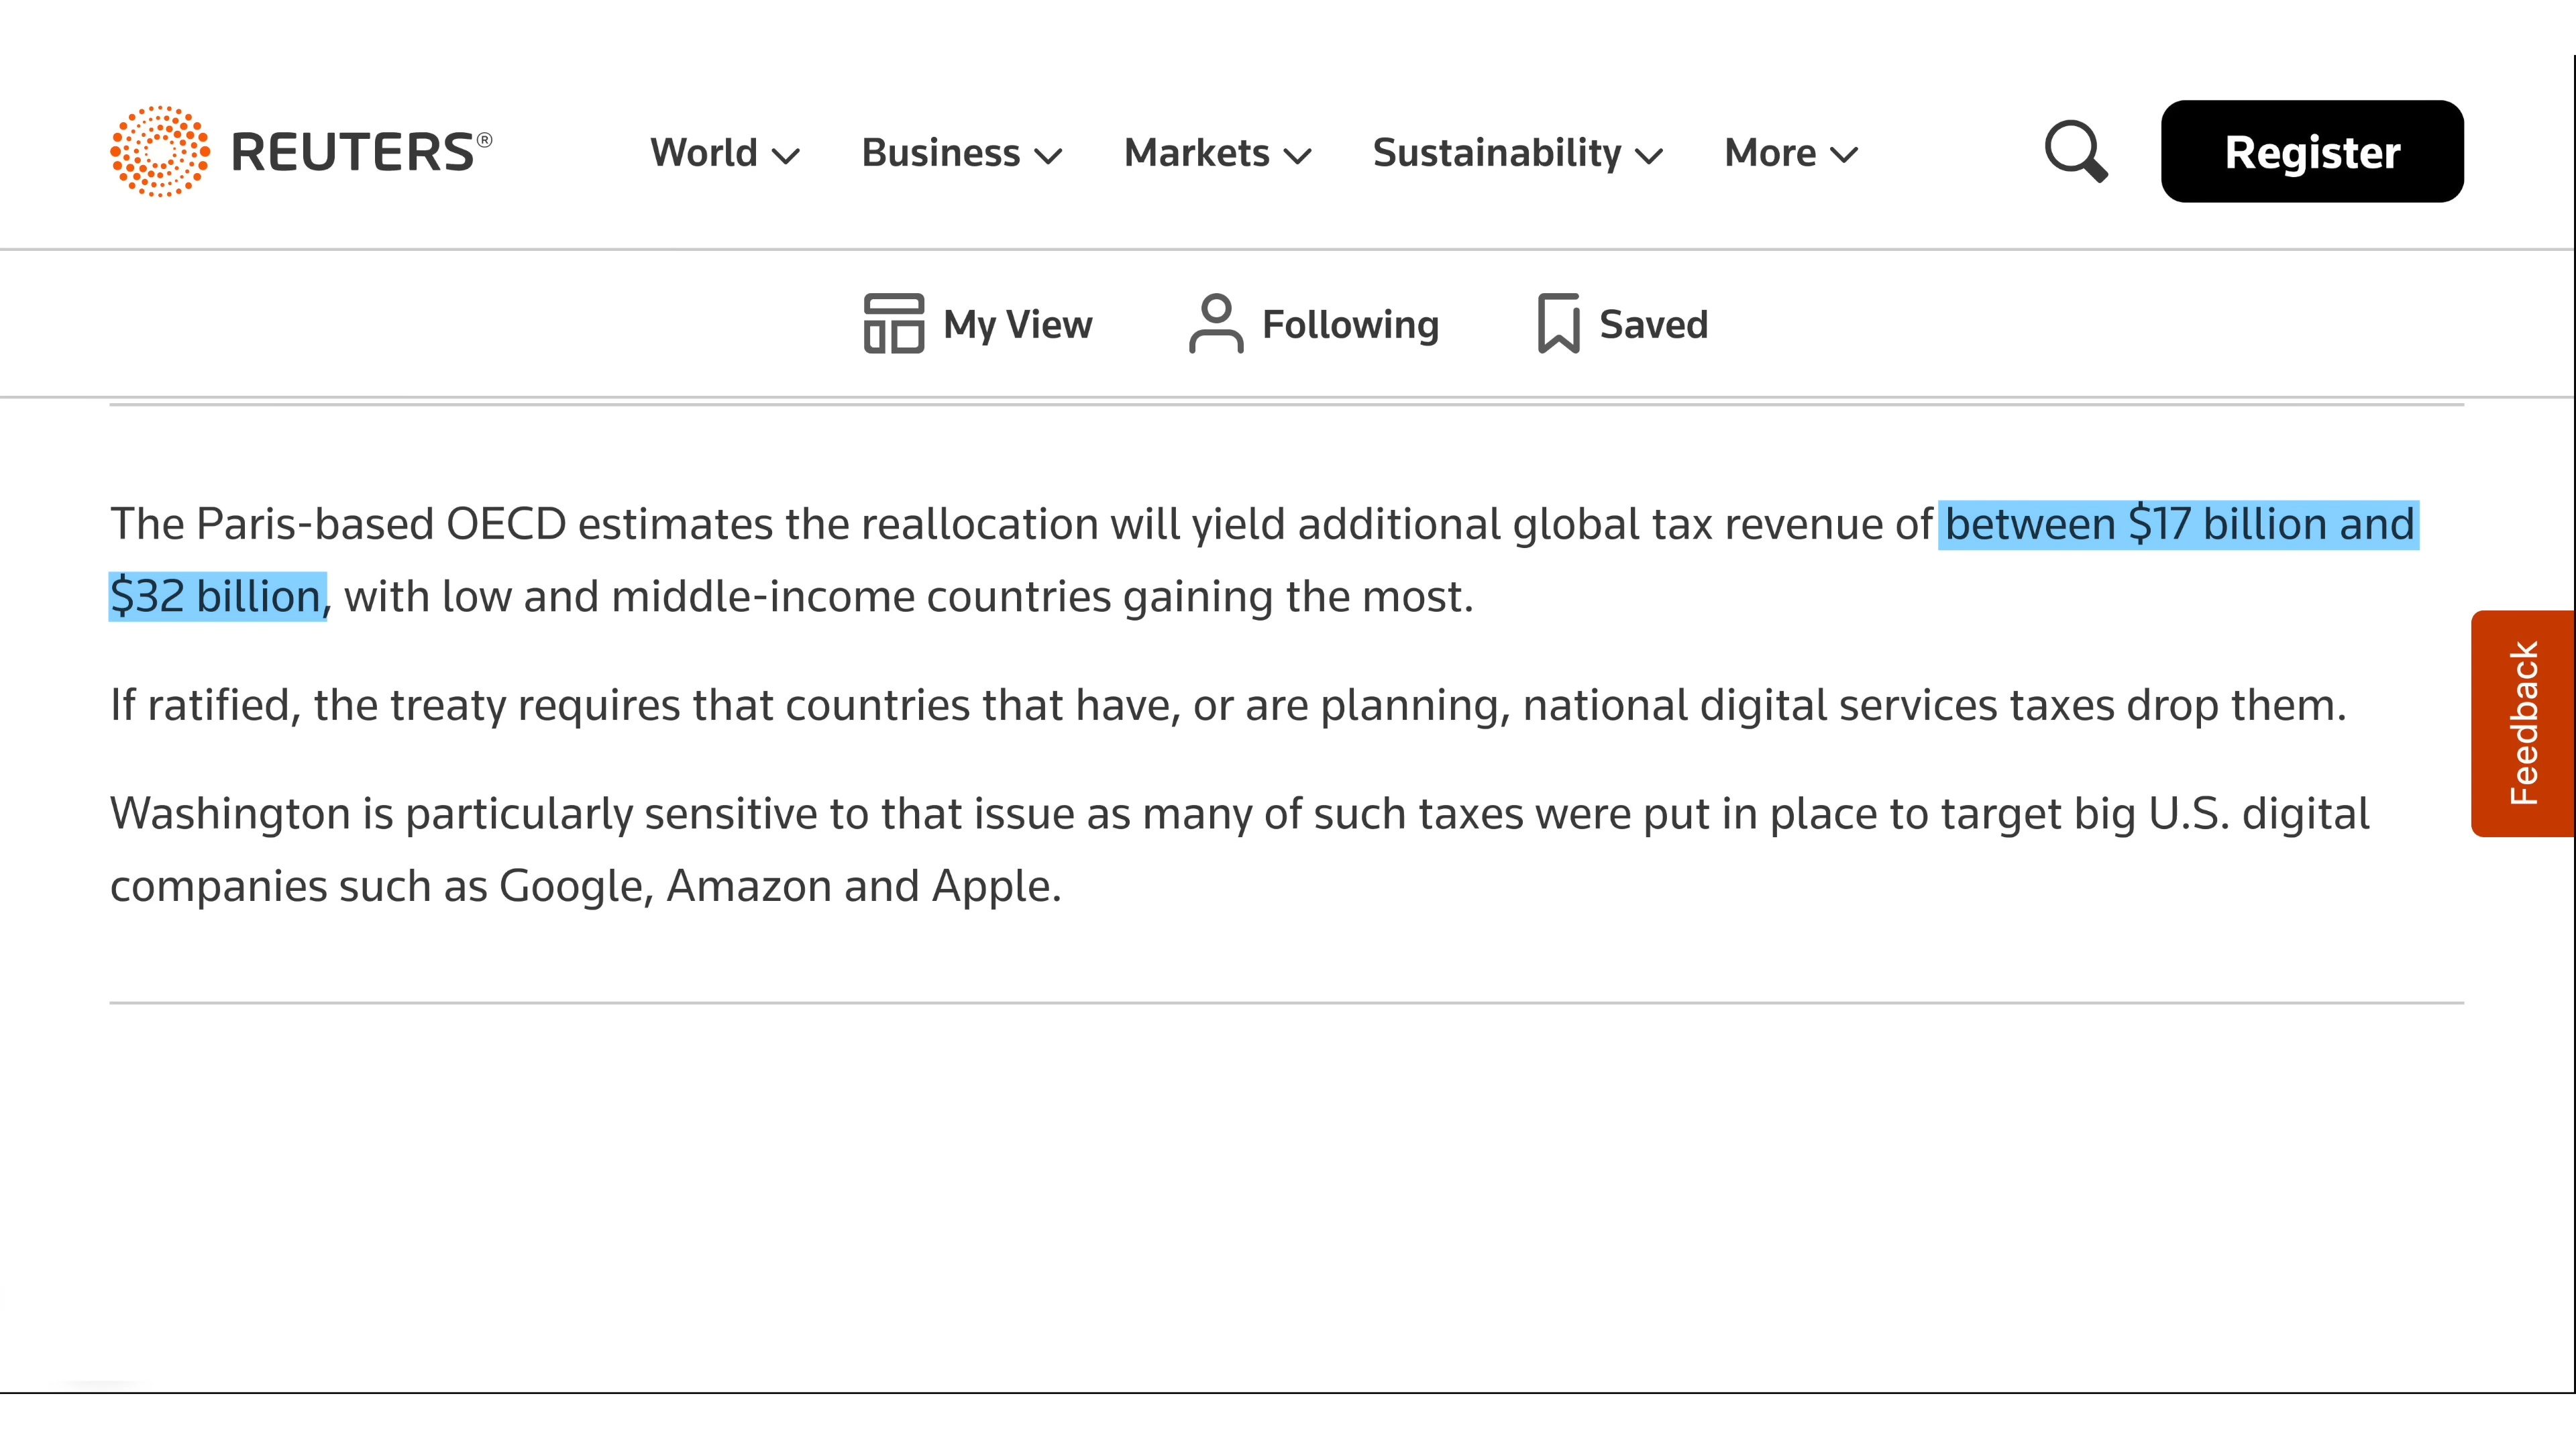 REUTERS®
World
Business
Markets
Sustainability
More
Register
My View
Following
Saved
The Paris-based OECD estimates the reallocation will yield additional global tax revenue of between $17 billion and
$32 billion, with low and middle-income countries gaining the most.
If ratified, the treaty requires that countries that have, or are planning, national digital services taxes drop them.
Washington is particularly sensitive to that issue as many of such taxes were put in place to target big U.S. digital
companies such as Google, Amazon and Apple.
Feedback